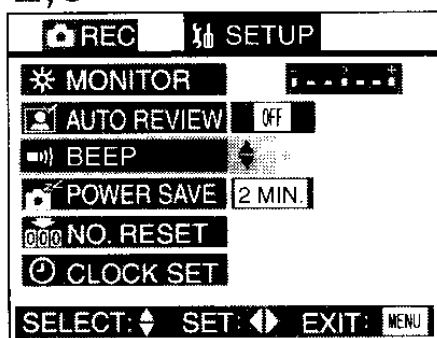 REC SETUP
MONITOR - +
AUTO REVIEW OFF
BEEP
POWER SAVE 2 MIN.
000 NO. RESET
CLOCK SET
SELECT: SET: EXIT: MENU